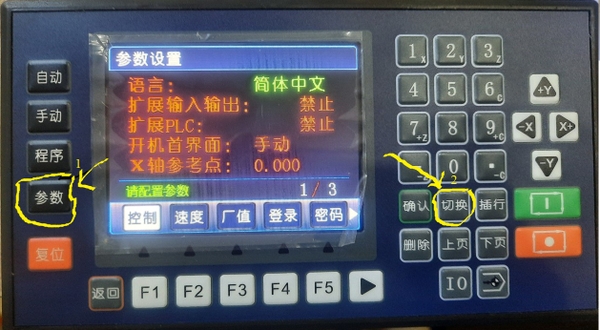 参数设置
语言： 简体中文
扩展输入输出： 禁止
扩展PLC： 禁止
开机首界面： 手动
X轴参考点： 0.000
请配置参数 1/3
控制 速度 厂值 登录 密码
自动
手动
程序
参数
复位
1
返回 F1 F2 F3 F4 F5
1X 2Y 3Z
4 5 6C
7+Z 8 9+C
0 . -C
2
确认 切换 插行
删除 上页 下页
IO
+Y
-X X+
-Y
I